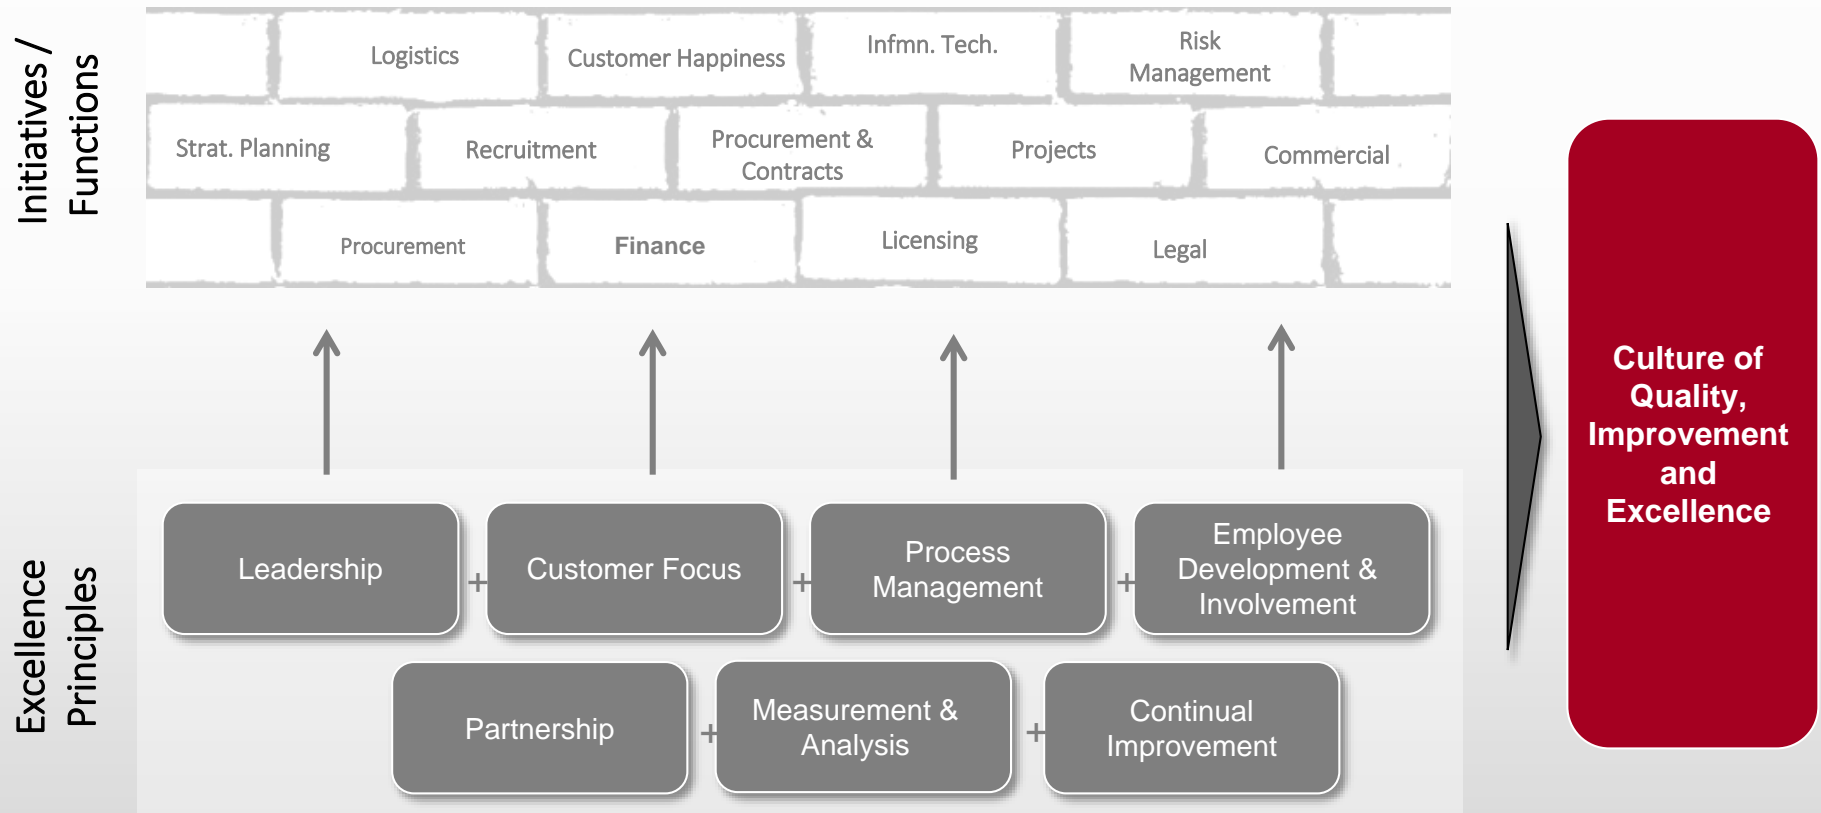 Initiatives /
Functions
Logistics
Customer Happiness
Infmn. Tech.
Risk
Management
Strat. Planning
Recruitment
Procurement &
Contracts
Projects
Commercial
Procurement
Finance
Licensing
Legal
Excellence
Principles
Leadership
+
Customer Focus
+
Process
Management
+
Employee
Development &
Involvement
Partnership
+
Measurement &
Analysis
+
Continual
Improvement
Culture of
Quality,
Improvement
and
Excellence